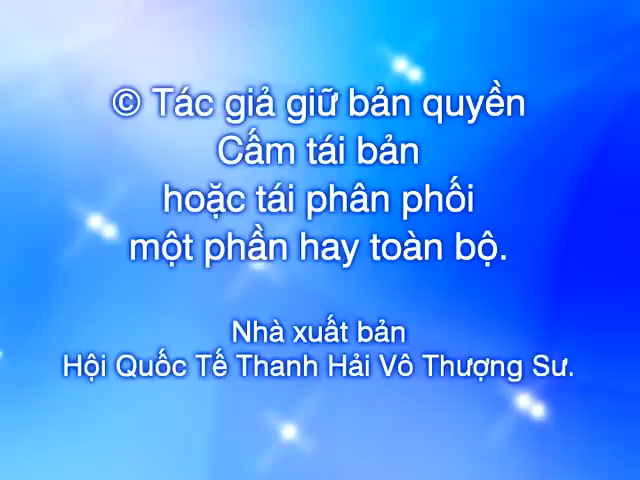 © Tác giả giữ bản quyền
Cấm tái bản
hoặc tái phân phối
một phần hay toàn bộ.
Nhà xuất bản
Hội Quốc Tế Thanh Hải Vô Thượng Sư.